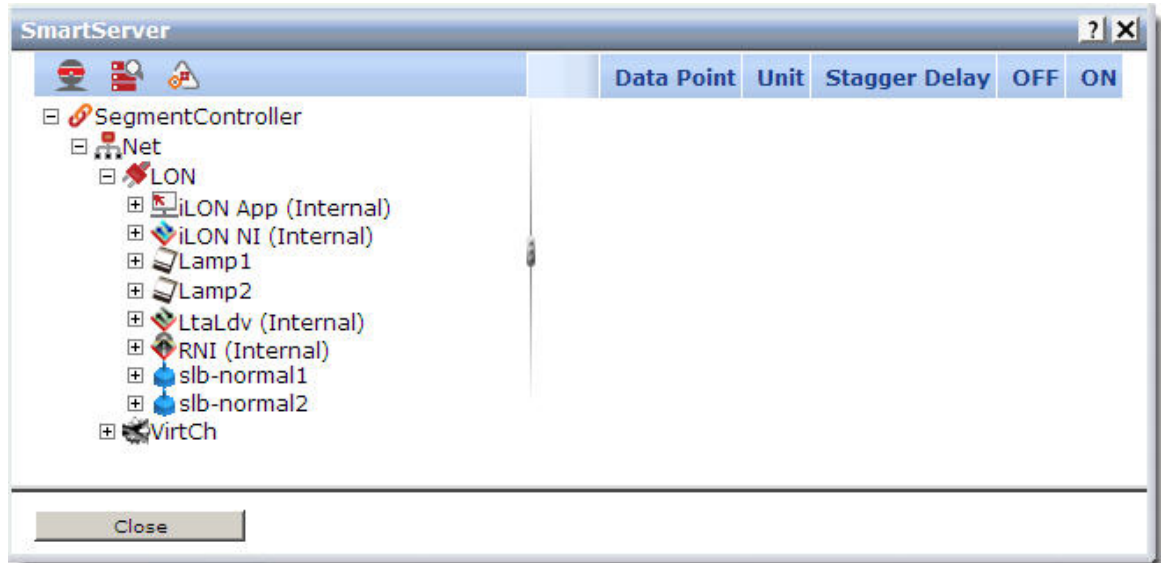 SmartServer ? X
Data Point Unit Stagger Delay OFF ON
SegmentController
Net
LON
iLON App (Internal)
iLON NI (Internal)
Lamp1
Lamp2
LtaLdv (Internal)
RNI (Internal)
slb-normal1
slb-normal2
VirtCh
Close